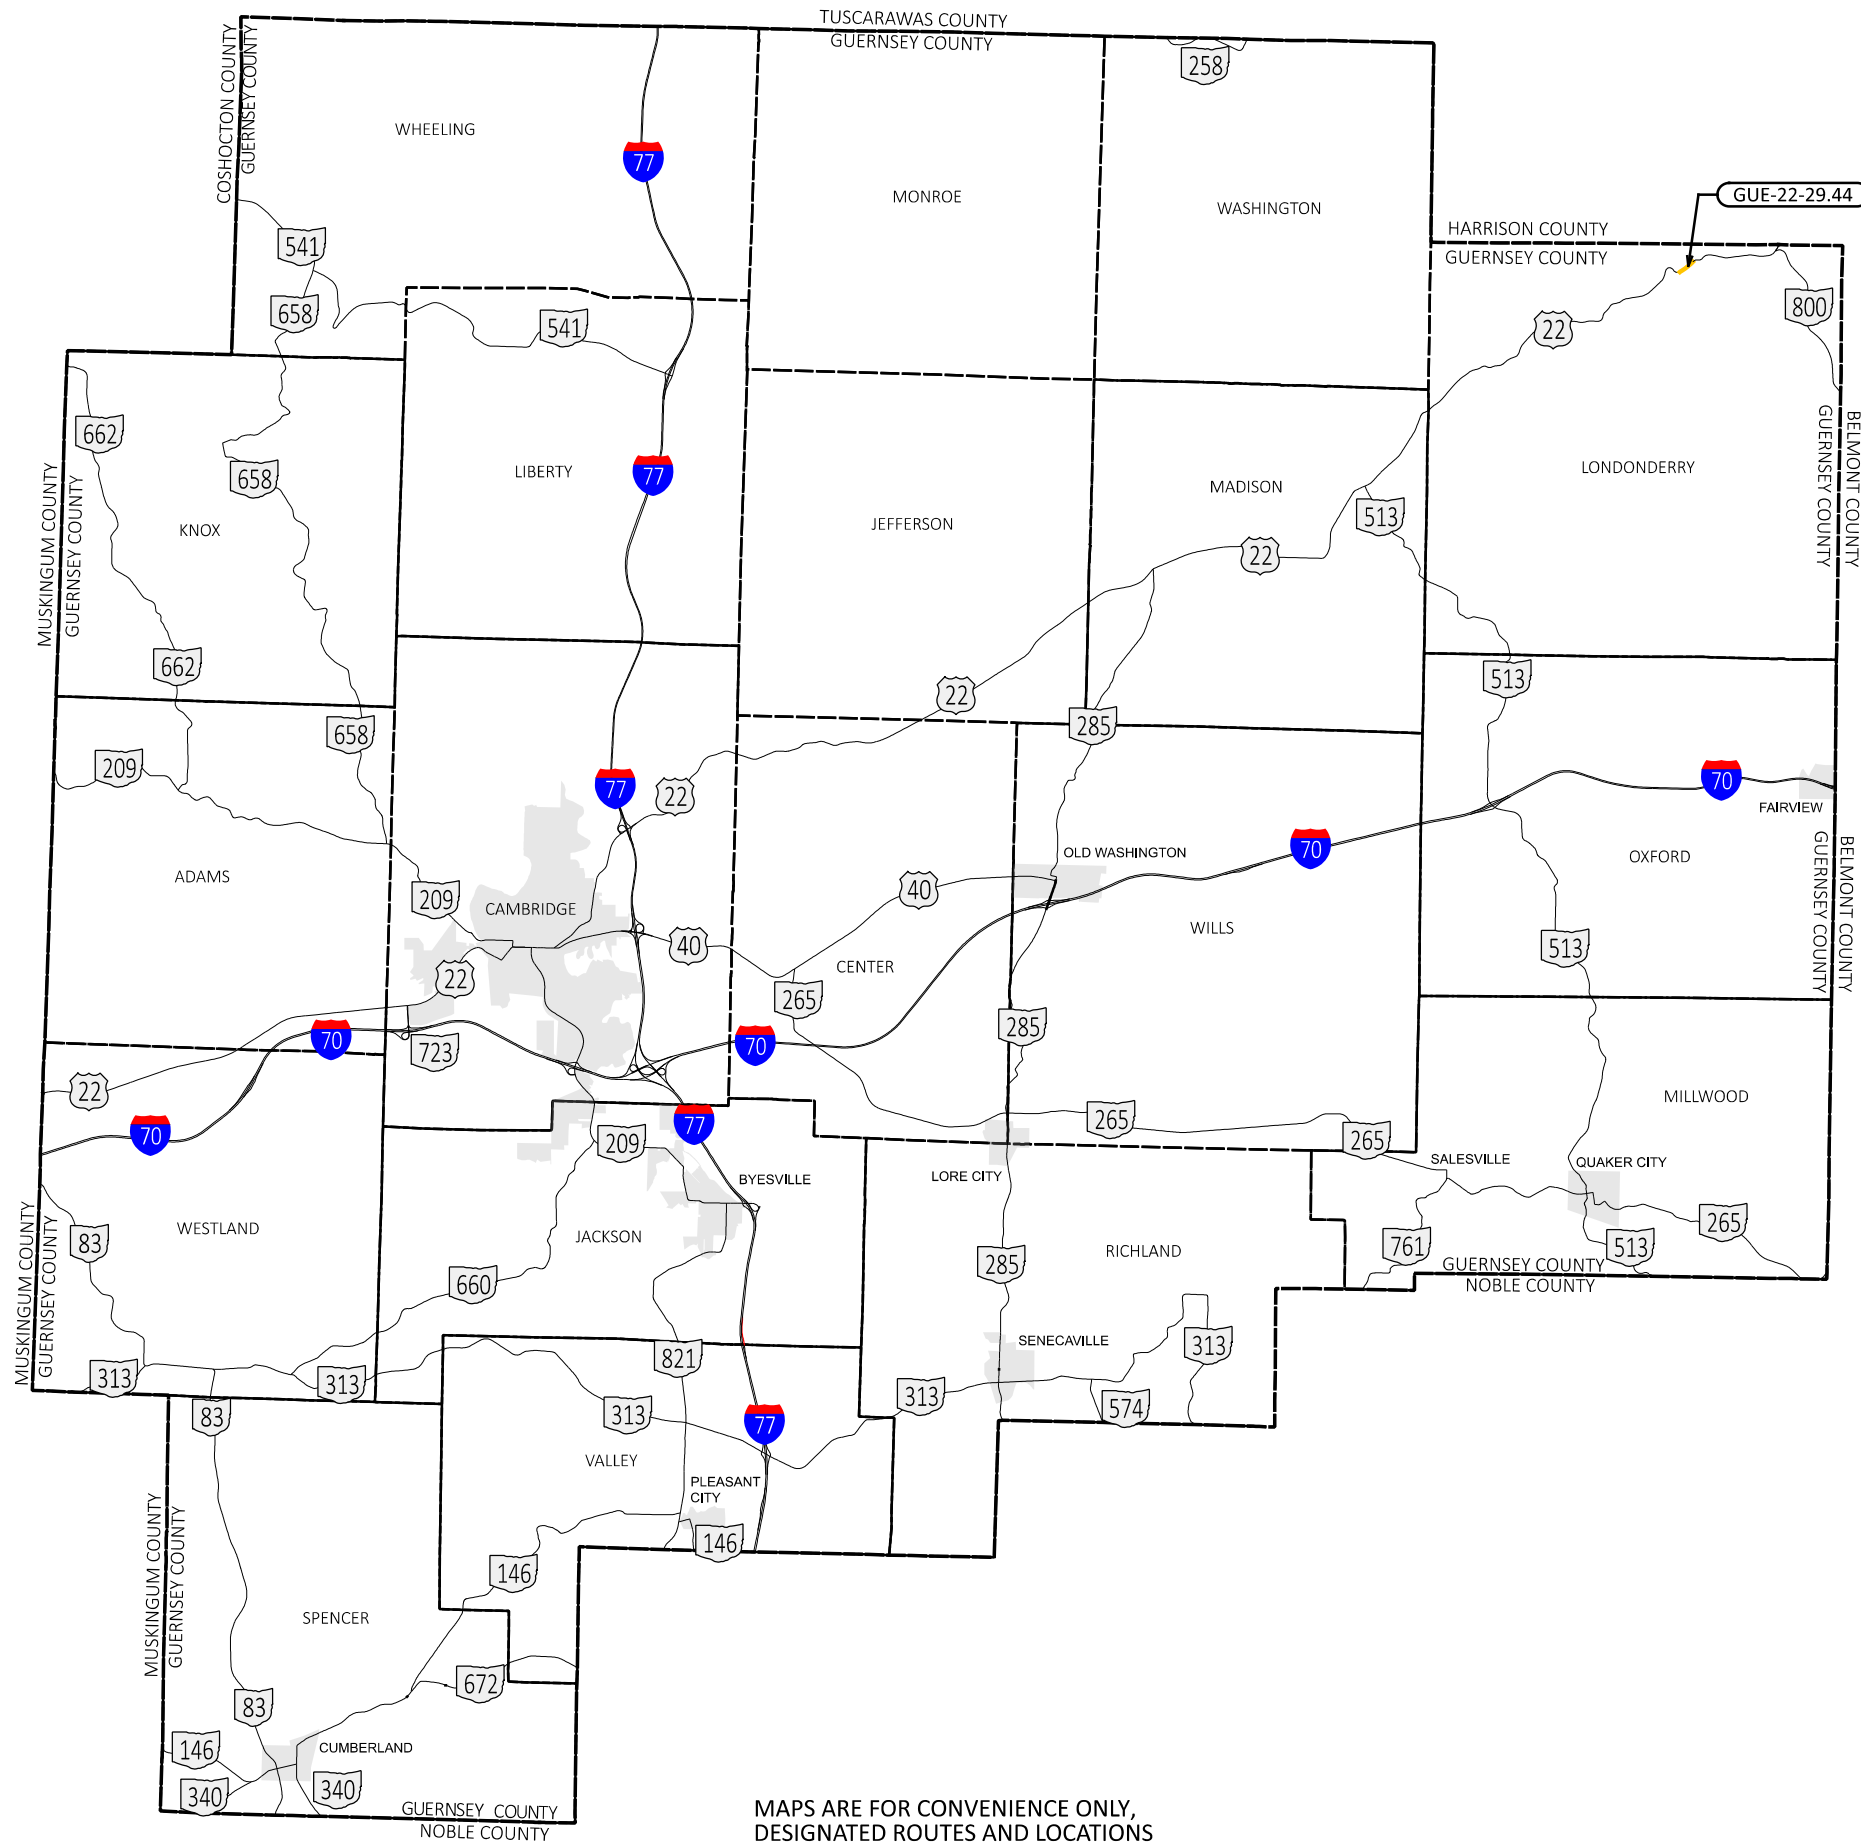 TUSCARAWAS COUNTY
GUERNSEY COUNTY
COSHOCTON COUNTY
GUERNSEY COUNTY
258
WHEELING
77
MONROE
WASHINGTON
GUE-22-29.44
HARRISON COUNTY
GUERNSEY COUNTY
541
658
541
22
800
662
658
LIBERTY
77
KNOX
JEFFERSON
MADISON
513
LONDONDERRY
BELMONT COUNTY
GUERNSEY COUNTY
MUSKINGUM COUNTY
GUERNSEY COUNTY
22
662
22
513
658
285
209
77
22
70
FAIRVIEW
ADAMS
OLD WASHINGTON
70
OXFORD
BELMONT COUNTY
GUERNSEY COUNTY
209
CAMBRIDGE
40
40
WILLS
513
22
CENTER
265
285
70
723
70
22
70
265
MILLWOOD
77
209
265
SALESVILLE
QUAKER CITY
BYESVILLE
LORE CITY
WESTLAND
JACKSON
RICHLAND
265
83
761
513
MUSKINGUM COUNTY
GUERNSEY COUNTY
660
285
GUERNSEY COUNTY
NOBLE COUNTY
SENECAVILLE
313
821
313
313
313
574
83
313
77
VALLEY
PLEASANT
CITY
146
MUSKINGUM COUNTY
GUERNSEY COUNTY
146
SPENCER
672
83
146
CUMBERLAND
340
340
GUERNSEY COUNTY
NOBLE COUNTY
MAPS ARE FOR CONVENIENCE ONLY,
DESIGNATED ROUTES AND LOCATIONS